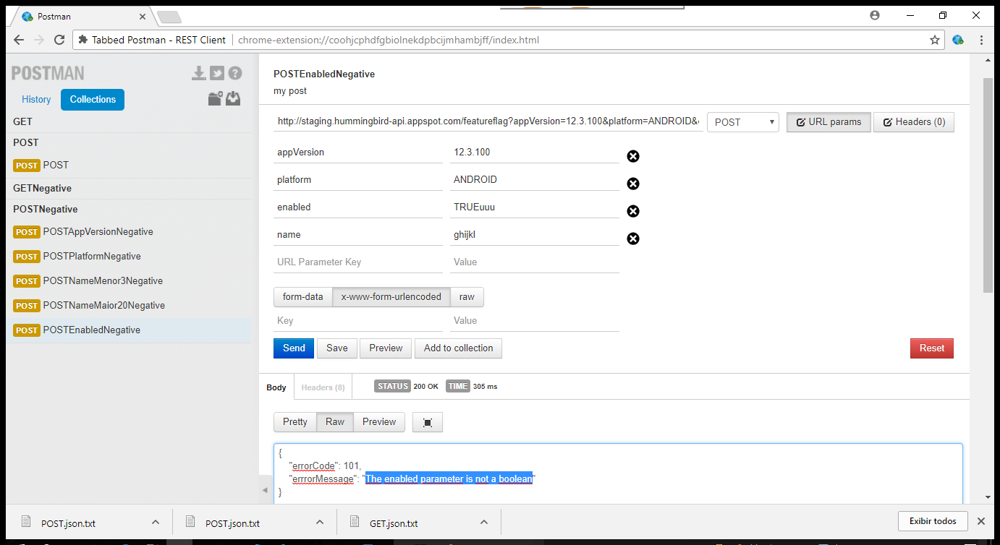 Postman
Tabbed Postman - REST Client chrome-extension://coohjcphdfgbiolnekdpbcijmhambjff/index.html
POSTMAN
History Collections
GET
POST
POST POST
GETNegative
POSTNegative
POST POSTAppVersionNegative
POST POSTPlatformNegative
POST POSTNameMenor3Negative
POST POSTNameMaior20Negative
POST POSTEnabledNegative
POSTEnabledNegative
my post
http://staging.hummingbird-api.appspot.com/featureflag?appVersion=12.3.100&platform=ANDROID& POST URL params Headers (0)
appVersion 12.3.100
platform ANDROID
enabled TRUEuuu
name ghijkl
URL Parameter Key Value
form-data x-www-form-urlencoded raw
Key Value
Send Save Preview Add to collection Reset
Body Headers (8) STATUS 200 OK TIME 305 ms
Pretty Raw Preview
{
"errorCode": 101,
"errrorMessage": "The enabled parameter is not a boolean"
}
POST.json.txt POST.json.txt GET.json.txt Exibir todos